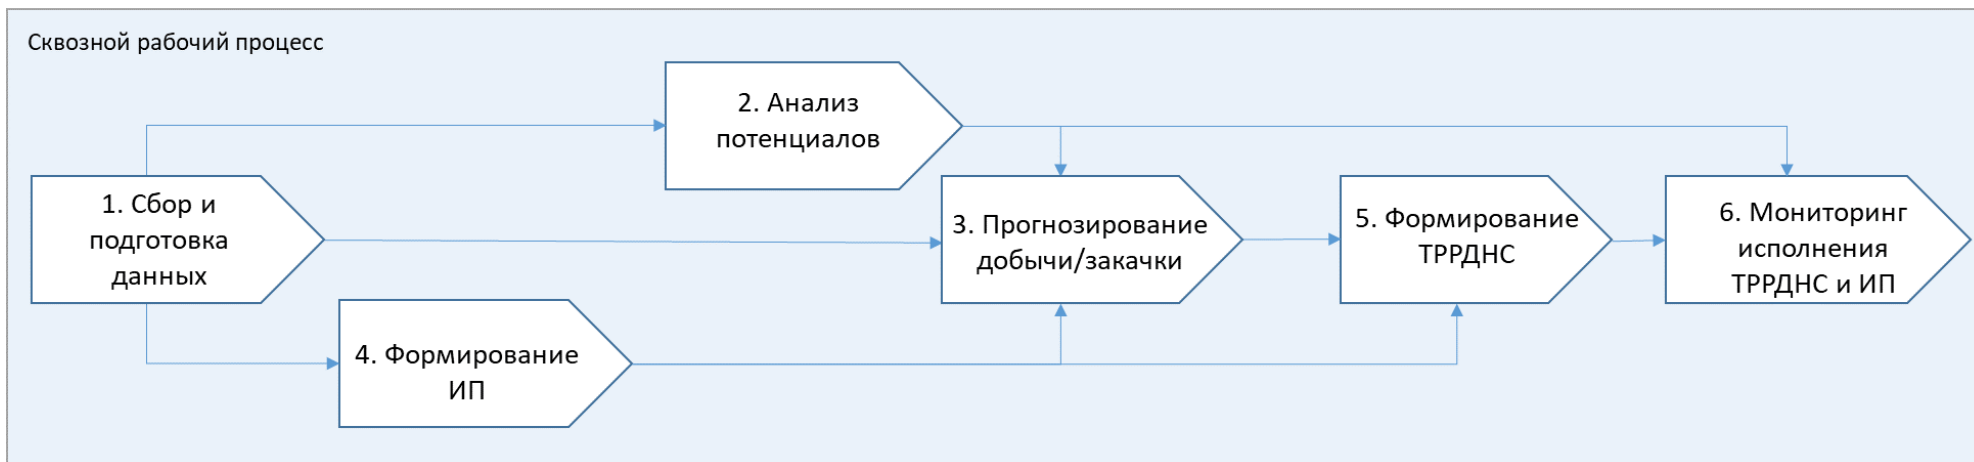 Сквозной рабочий процесс
2. Анализ
потенциалов
1. Сбор и
подготовка
данных
3. Прогнозирование
добычи/закачки
5. Формирование
ТРРДНС
6. Мониторинг
исполнения
ТРРДНС и ИП
4. Формирование
ИП